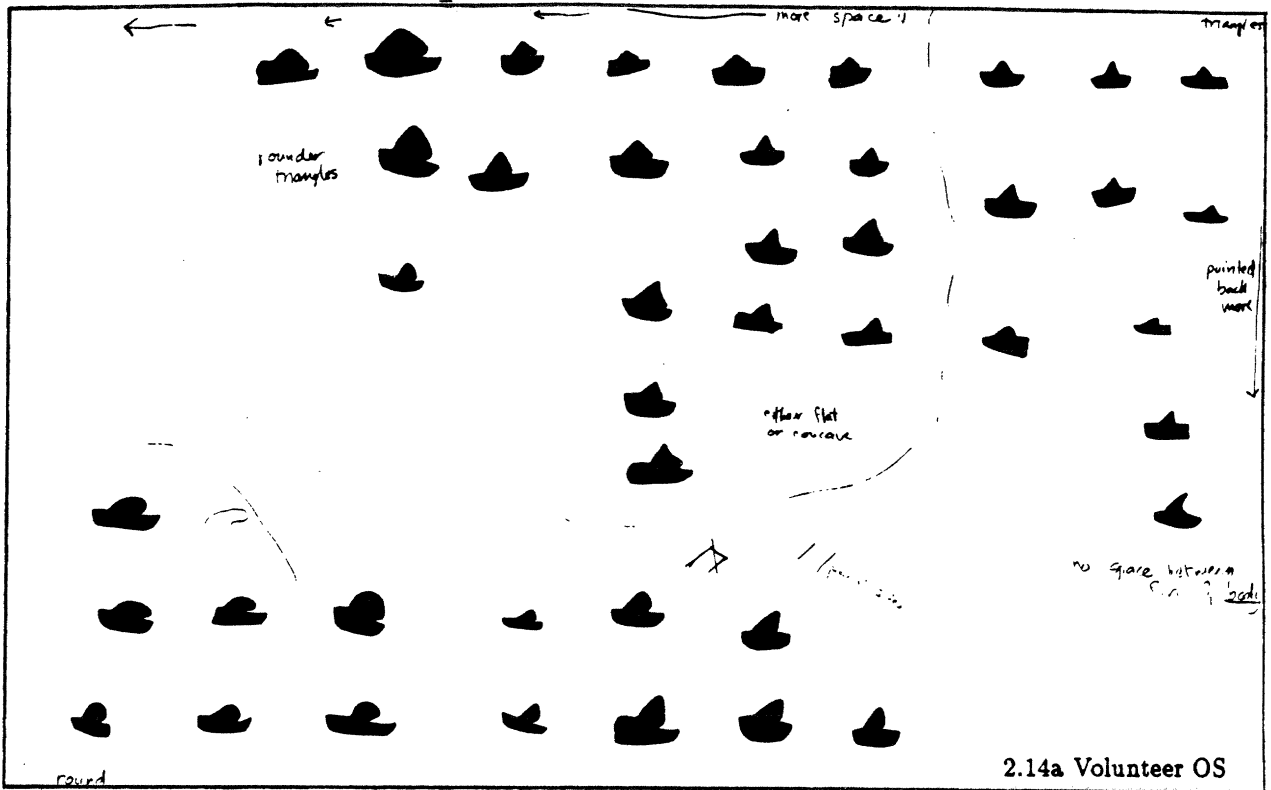 more space
triangles
rounder
triangles
pointed
back
more
either flat
or concave
no space between
body
round
2.14a Volunteer OS